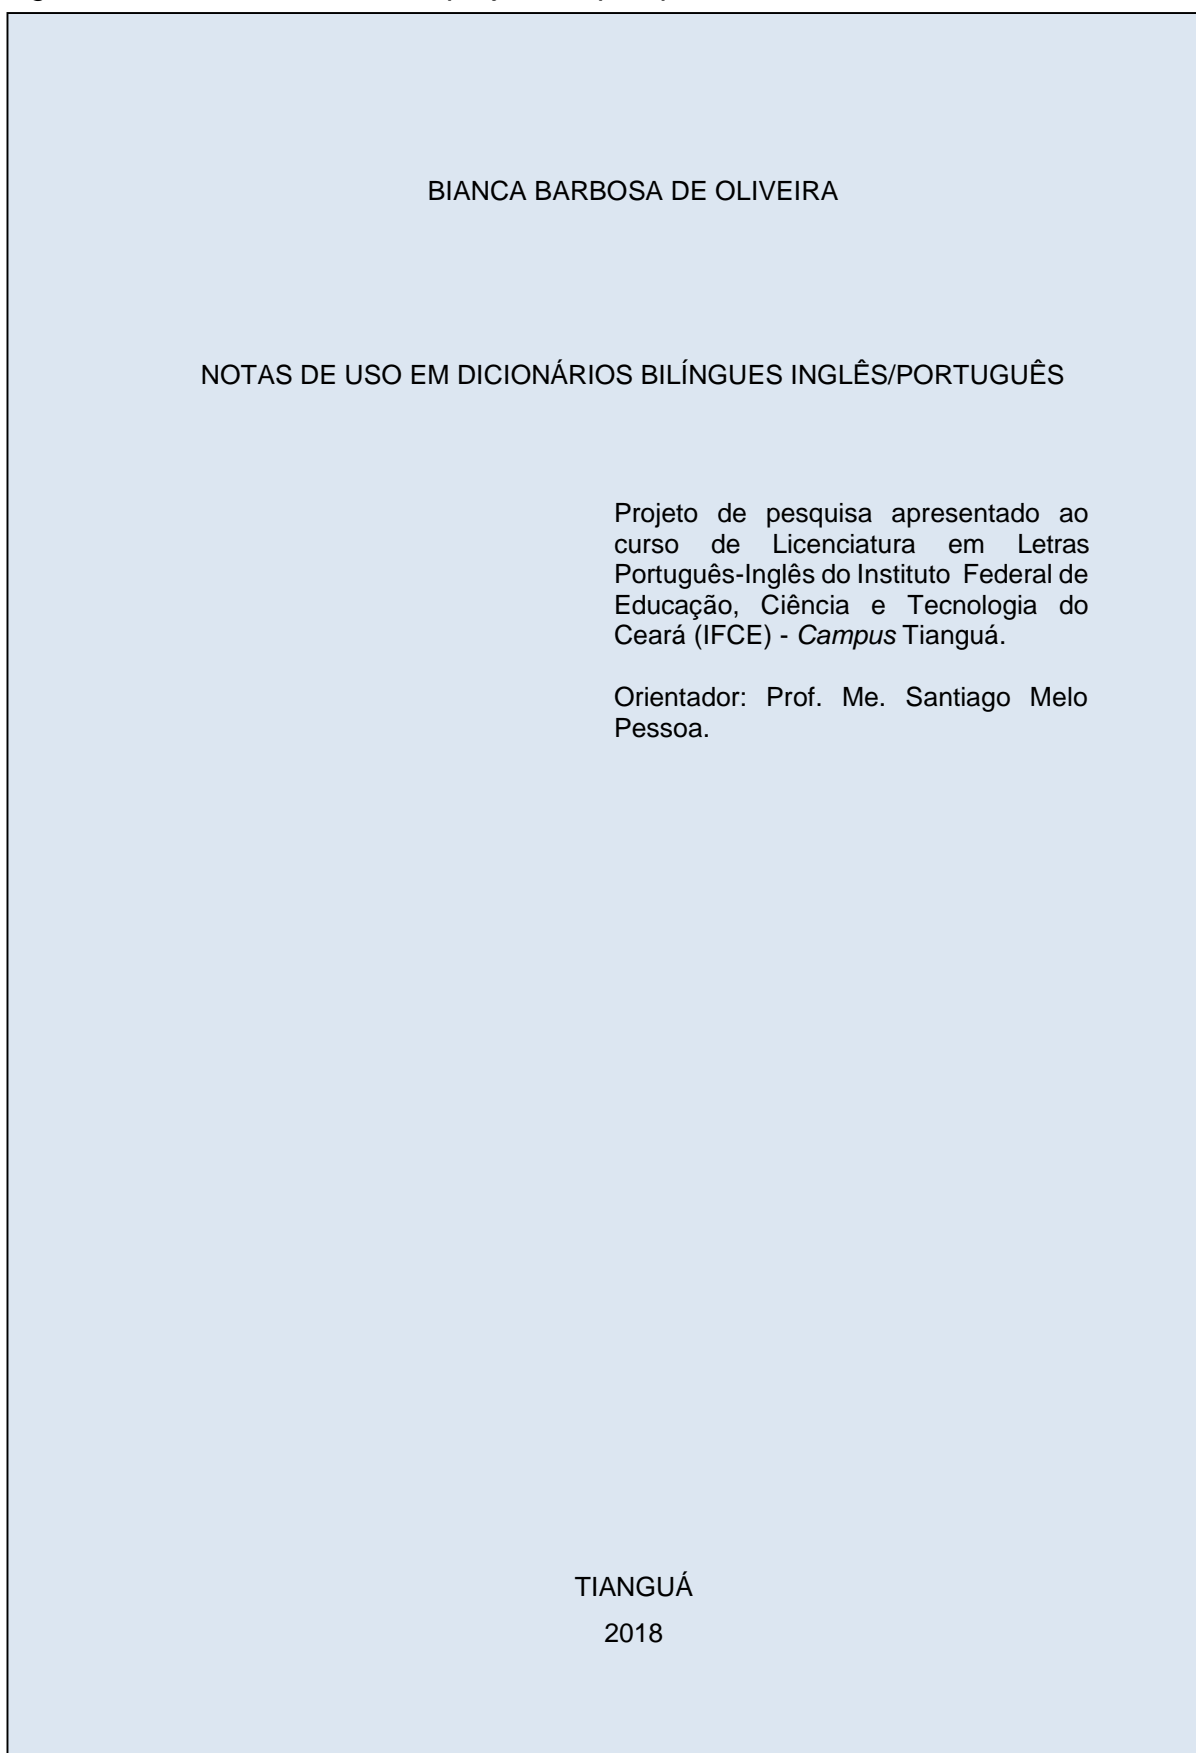 BIANCA BARBOSA DE OLIVEIRA
NOTAS DE USO EM DICIONÁRIOS BILÍNGUES INGLÊS/PORTUGUÊS
Projeto de pesquisa apresentado ao
curso de Licenciatura em Letras
Português-Inglês do Instituto Federal de
Educação, Ciência e Tecnologia do
Ceará (IFCE) - Campus Tianguá.
Orientador: Prof. Me. Santiago Melo
Pessoa.
TIANGUÁ
2018